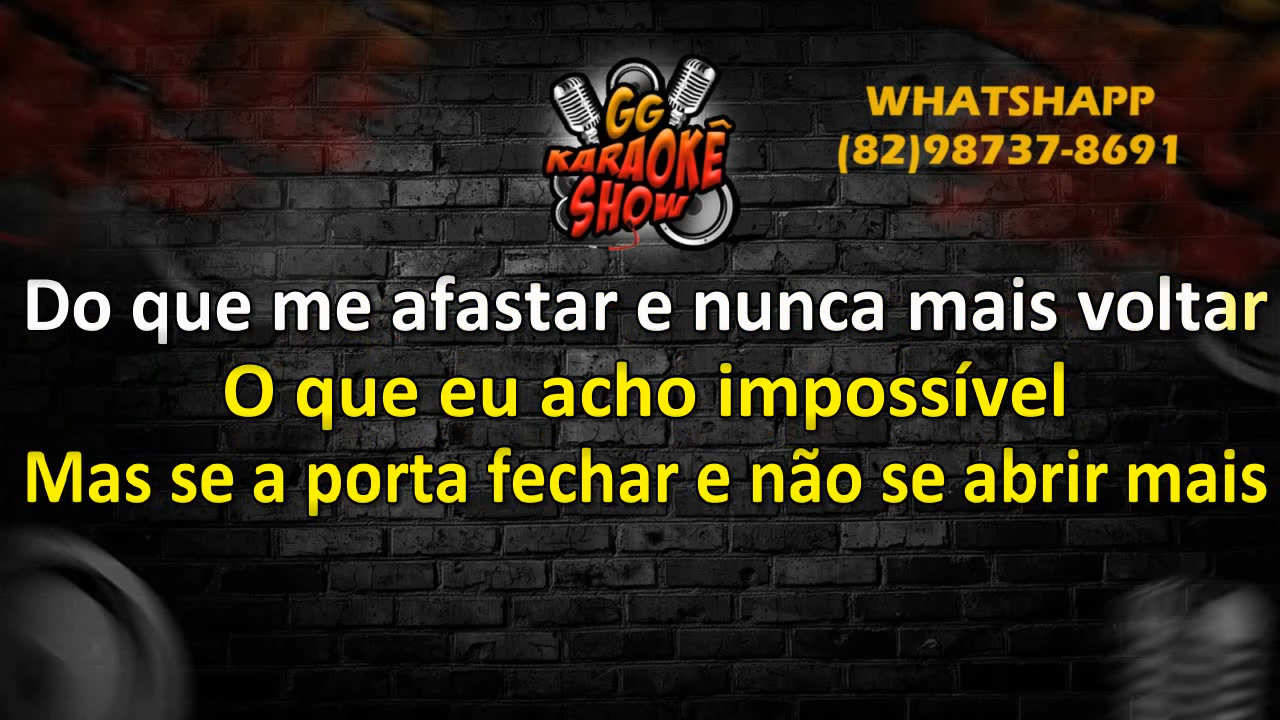 GG
KARAOKÊ
SHOW
WHATSHAPP
(82)98737-8691
Do que me afastar e nunca mais voltar
O que eu acho impossível
Mas se a porta fechar e não se abrir mais